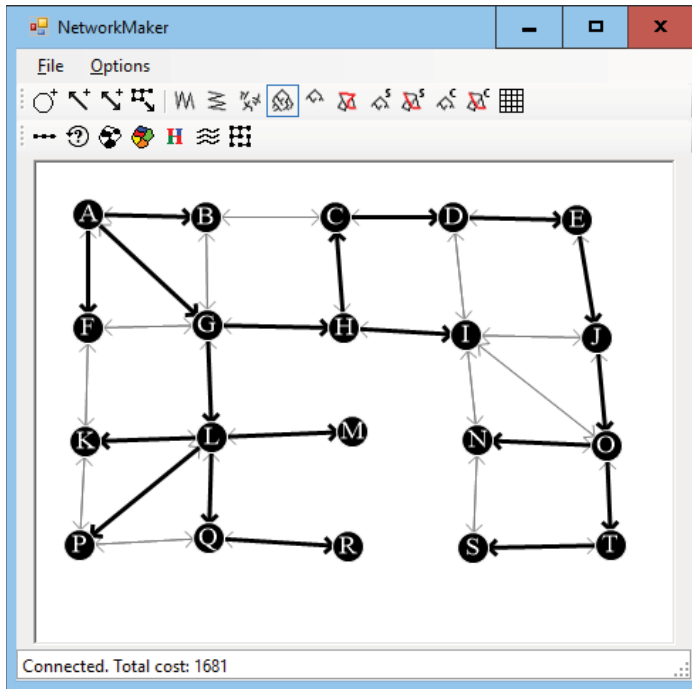 NetworkMaker
File Options
S S C C
H
A B C D E
F G H I J
K L M N O
P Q R S T
Connected. Total cost: 1681